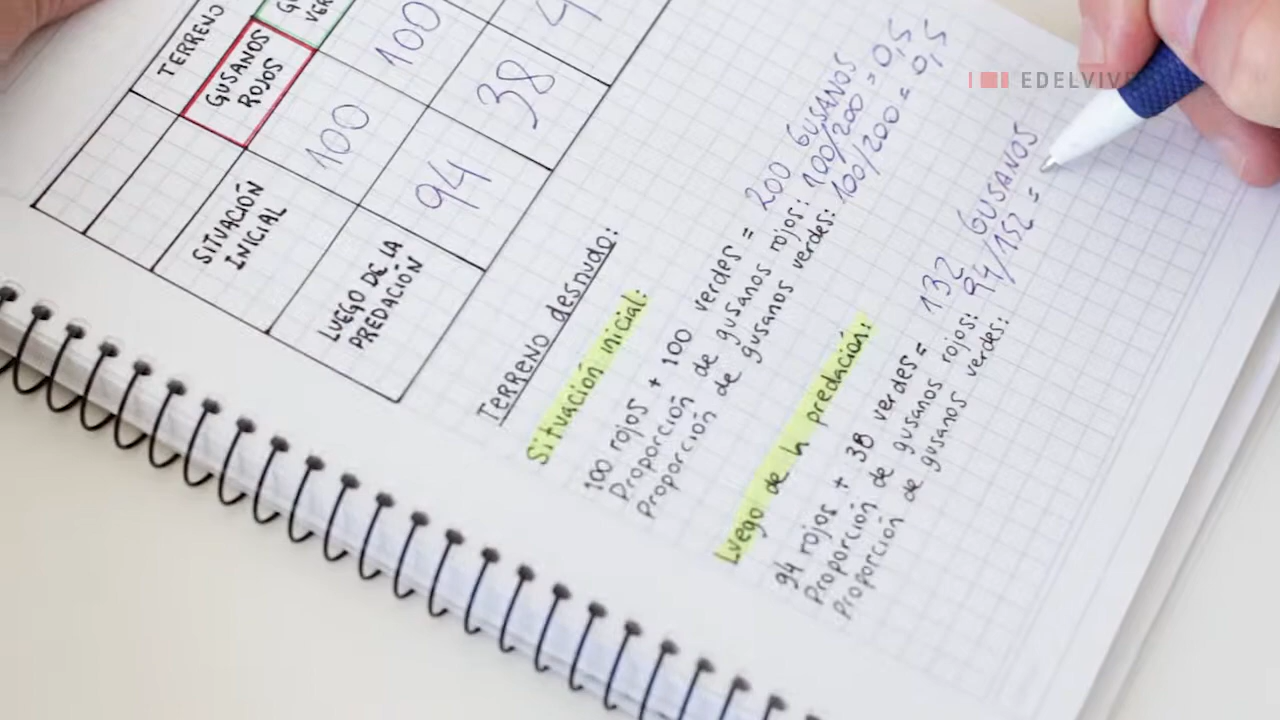 TERRENO
GUSANOS ROJOS
SITUACIÓN INICIAL
100
100
LUEGO DE LA PREDACIÓN
94
38
TERRENO desnudo:
Situación inicial:
100 rojos + 100 verdes = 200 GUSANOS
Proporción de gusanos rojos: 100/200 = 0,5
Proporción de gusanos verdes: 100/200 = 0,5
Luego de la predación:
94 rojos + 38 verdes = 132 GUSANOS
Proporción de gusanos rojos: 94/132 =
Proporción de gusanos verdes: